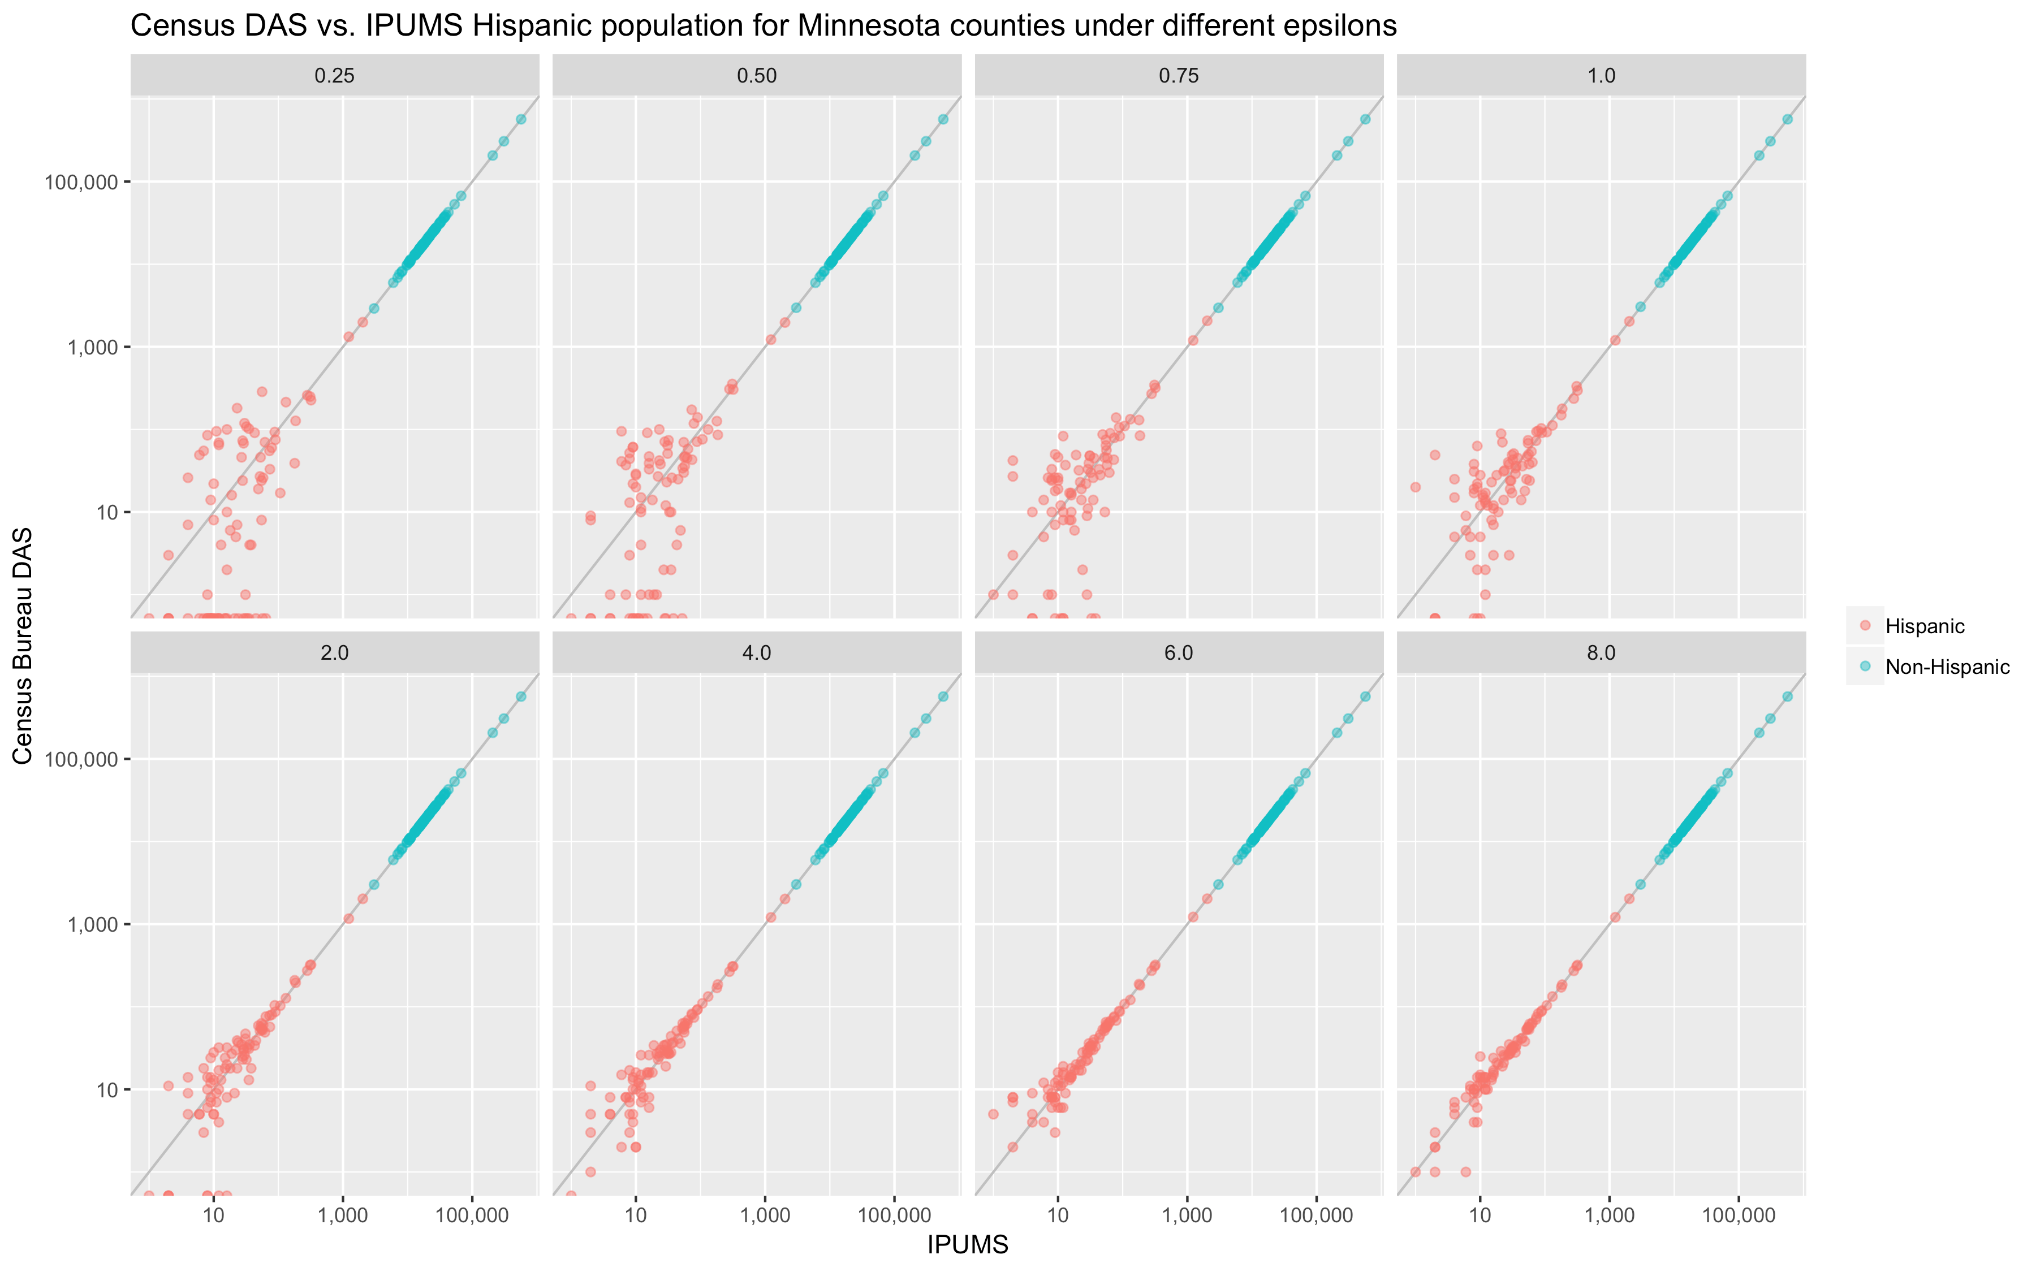 Census DAS vs. IPUMS Hispanic population for Minnesota counties under different epsilons
0.25 0.50 0.75 1.0
100,000
1,000
10
2.0 4.0 6.0 8.0
100,000
1,000
10
10 1,000 100,000 10 1,000 100,000 10 1,000 100,000 10 1,000 100,000
IPUMS
Census Bureau DAS
Hispanic
Non-Hispanic